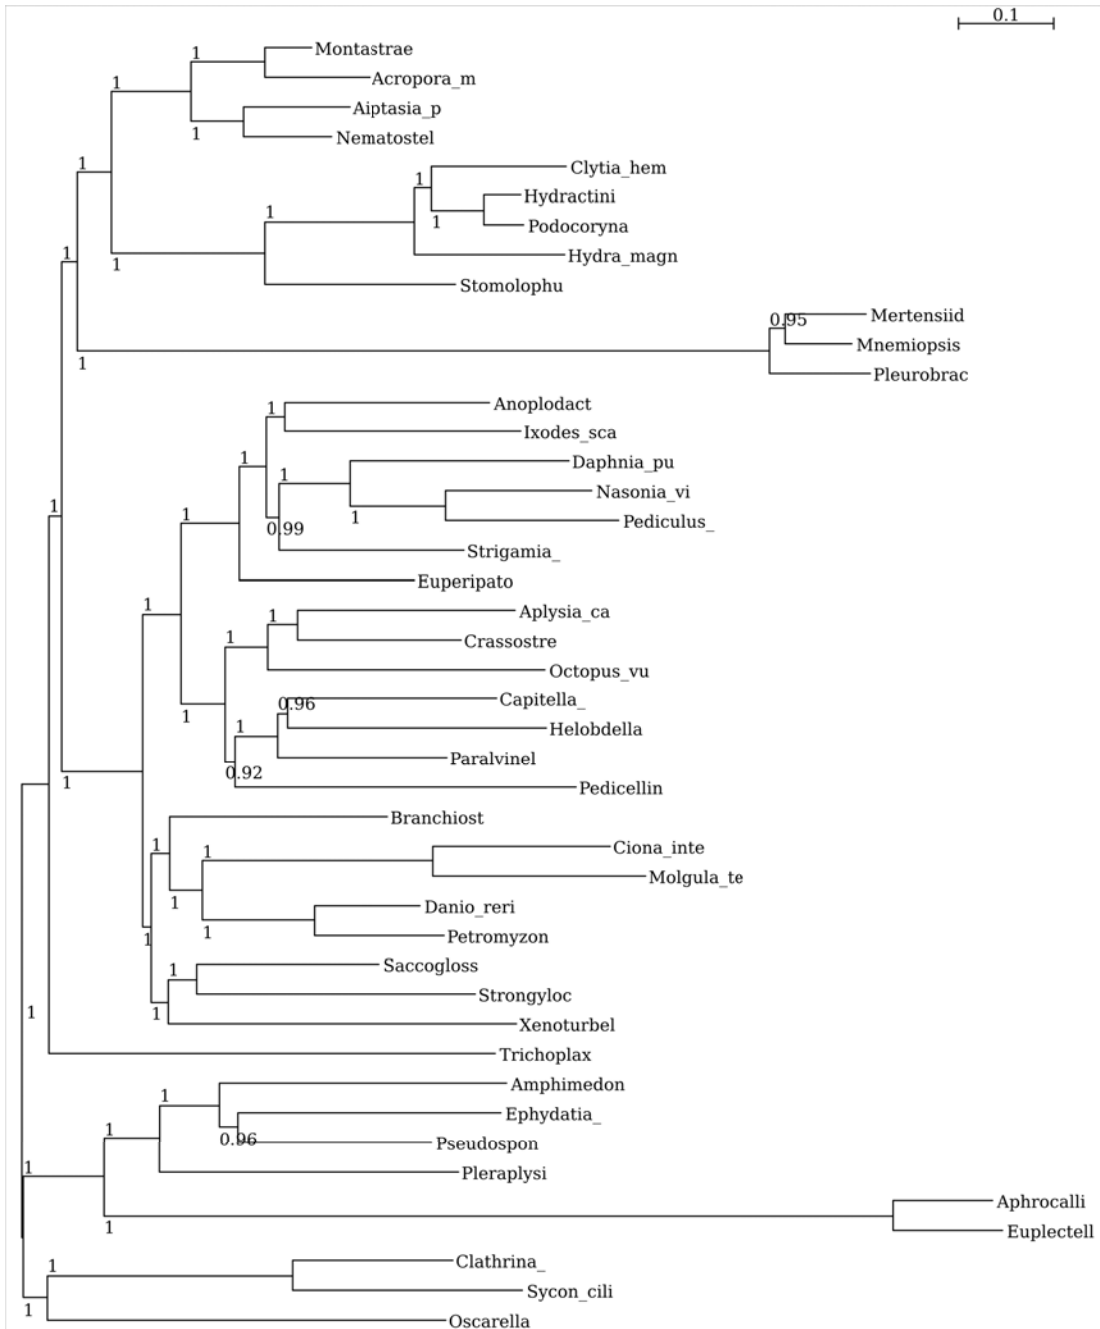 0.1
1
Montastrae
1
Acropora_m
1
Aiptasia_p
1
Nematostel
1
Clytia_hem
1
Hydractini
1
1
Podocoryna
1
Hydra_magn
1
Stomolophu
Mertensiid
0.95
Mnemiopsis
1
Pleurobrac
1
Anoplodact
Ixodes_sca
1
Daphnia_pu
1
Nasonia_vi
1
1
1
Pediculus_
0.99
Strigamia_
Euperipato
1
1
Aplysia_ca
1
Crassostre
Octopus_vu
Capitella_
0.96
1
1
Helobdella
Paralvinel
0.92
1
Pedicellin
Branchiost
1
1
Ciona_inte
Molgula_te
1
Danio_reri
1
1
Petromyzon
1
Saccogloss
Strongyloc
1
1
Xenoturbel
Trichoplax
Amphimedon
1
Ephydatia_
1
0.96
Pseudospon
1
Pleraplysi
Aphrocalli
1
Euplectell
Clathrina_
1
Sycon_cili
1
Oscarella